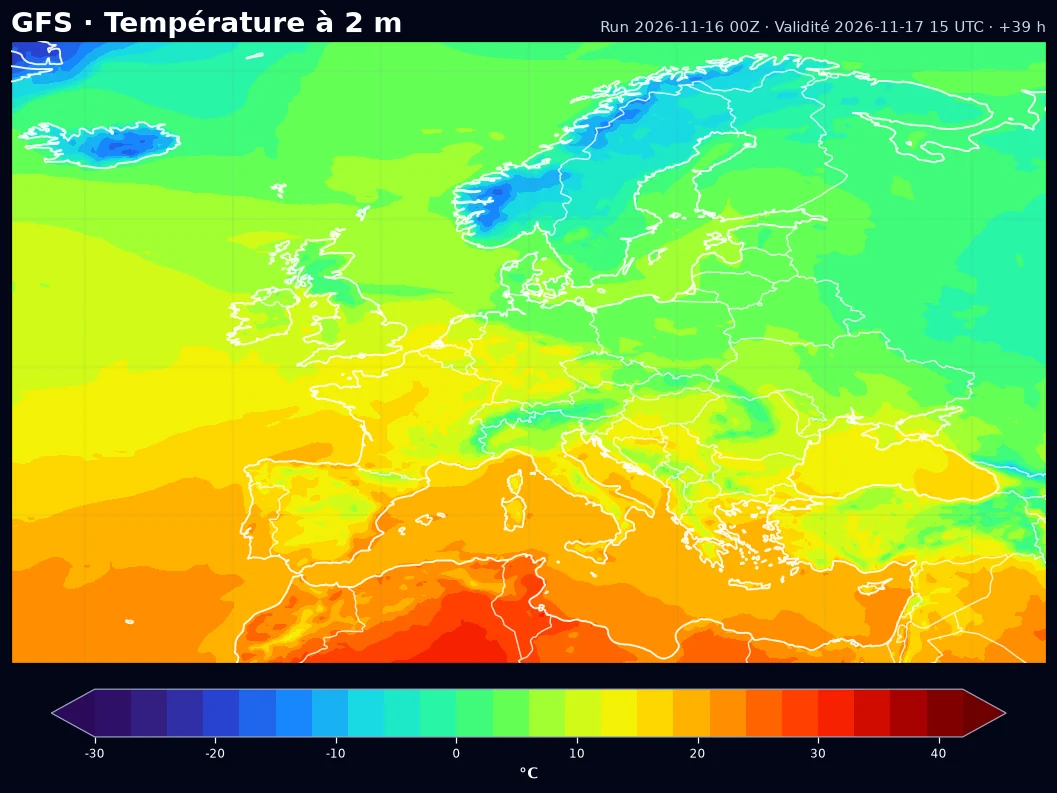 GFS · Température à 2 m
Run 2026-11-16 00Z · Validité 2026-11-17 15 UTC · +39 h
-30 -20 -10 0 10 20 30 40
°C